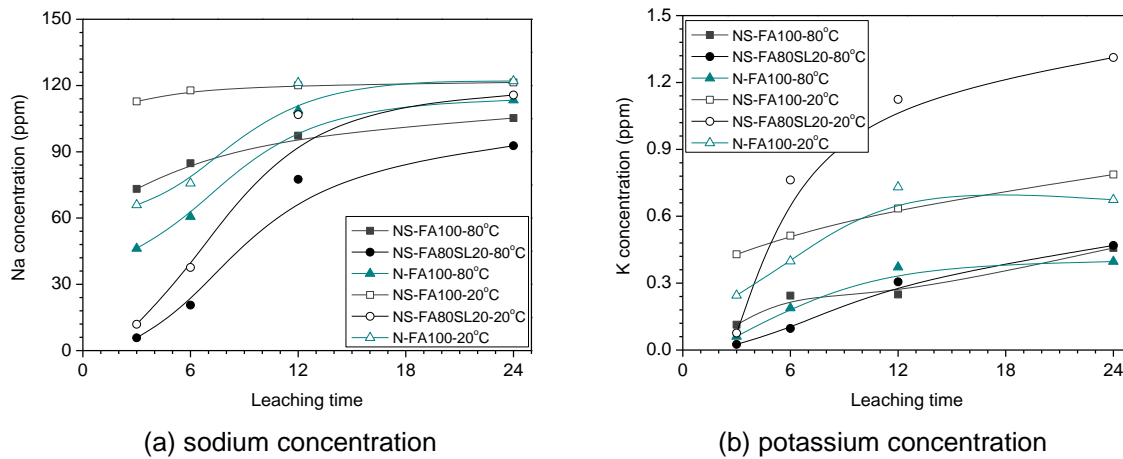 150
120
90
60
30
0
Na concentration (ppm)
NS-FA100-80°C
NS-FA80SL20-80°C
N-FA100-80°C
NS-FA100-20°C
NS-FA80SL20-20°C
N-FA100-20°C
0 6 12 18 24
Leaching time
(a) sodium concentration
1.5
1.2
0.9
0.6
0.3
0.0
K concentration (ppm)
NS-FA100-80°C
NS-FA80SL20-80°C
N-FA100-80°C
NS-FA100-20°C
NS-FA80SL20-20°C
N-FA100-20°C
0 6 12 18 24
Leaching time
(b) potassium concentration